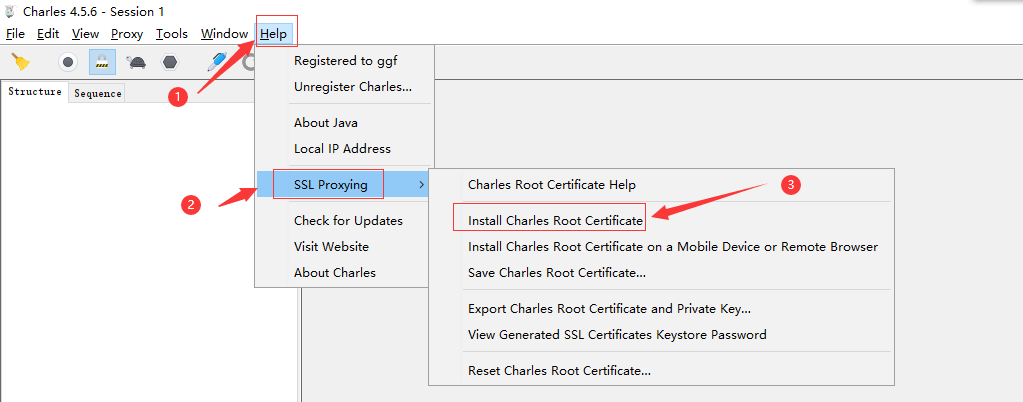 Charles 4.5.6 - Session 1
File Edit View Proxy Tools Window Help
Structure Sequence
1
Registered to ggf
Unregister Charles...
About Java
Local IP Address
2
SSL Proxying
Check for Updates
Visit Website
About Charles
3
Charles Root Certificate Help
Install Charles Root Certificate
Install Charles Root Certificate on a Mobile Device or Remote Browser
Save Charles Root Certificate...
Export Charles Root Certificate and Private Key...
View Generated SSL Certificates Keystore Password
Reset Charles Root Certificate...